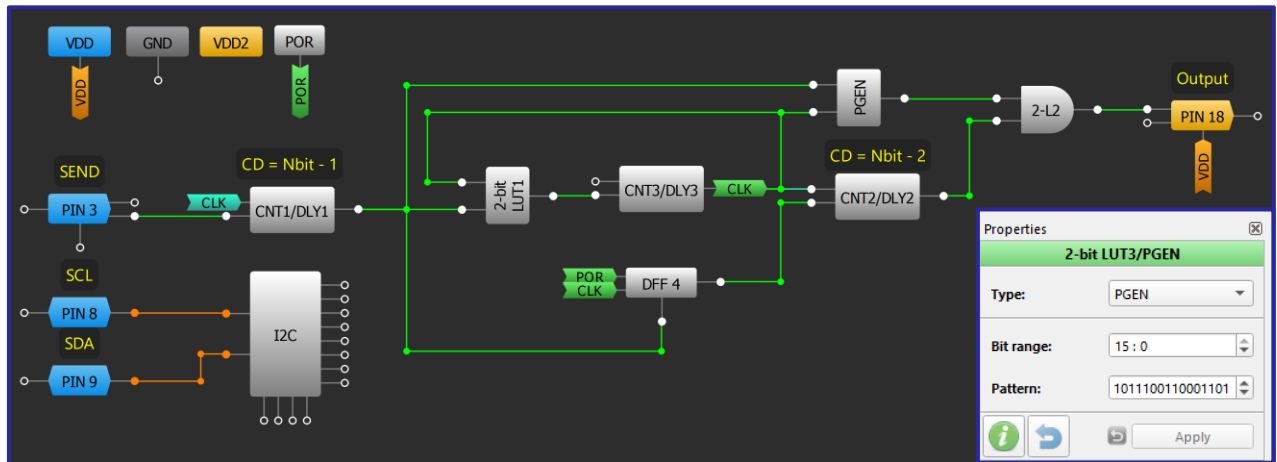 VDD
GND
VDD2
POR
VDD
POR
Output
PGEN
2-L2
PIN 18
VDD
SEND
CD = Nbit - 1
CD = Nbit - 2
PIN 3
CLK
CNT1/DLY1
2-bit
LUT1
CNT3/DLY3
CLK
CNT2/DLY2
SCL
PIN 8
SDA
PIN 9
I2C
POR
CLK
DFF 4
Properties
2-bit LUT3/PGEN
Type: PGEN
Bit range: 15 : 0
Pattern: 1011100110001101
Apply